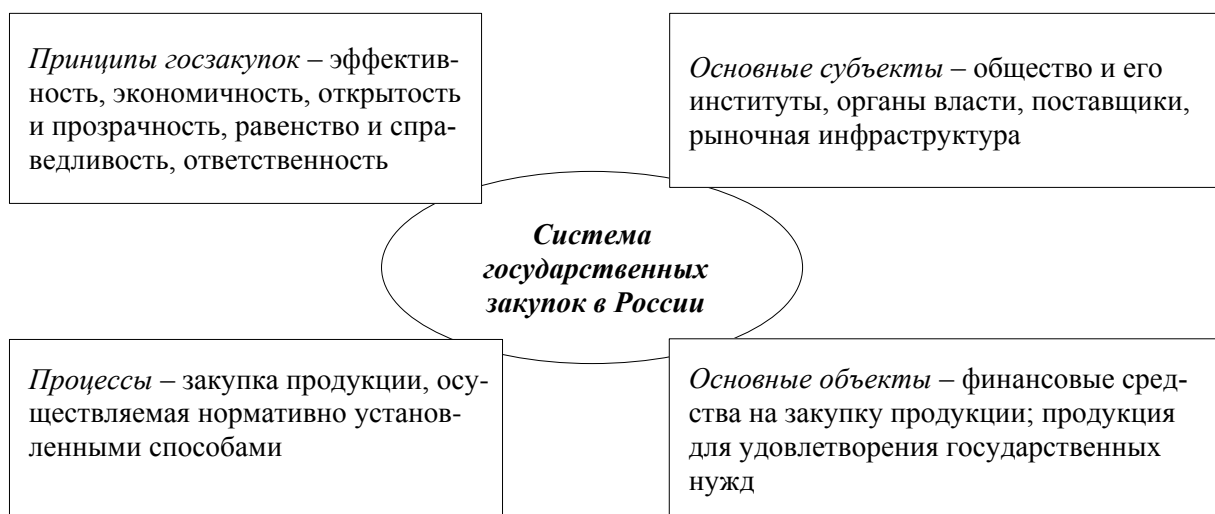 Принципы госзакупок – эффектив-
ность, экономичность, открытость
и прозрачность, равенство и спра-
ведливость, ответственность
Основные субъекты – общество и его
институты, органы власти, поставщики,
рыночная инфраструктура
Система
государственных
закупок в России
Процессы – закупка продукции, осу-
ществляемая нормативно установ-
ленными способами
Основные объекты – финансовые сред-
ства на закупку продукции; продукция
для удовлетворения государственных
нужд